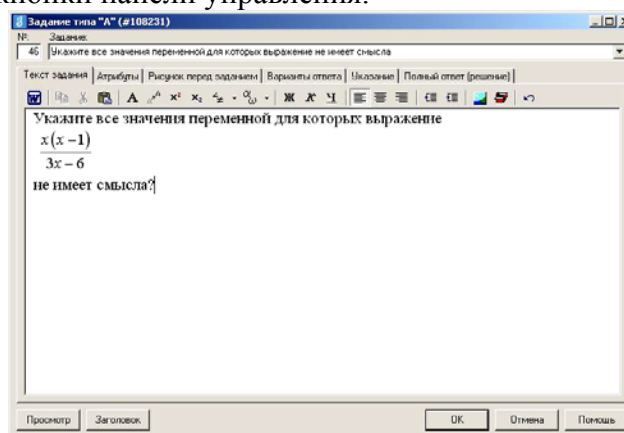 кнопки панели управления.
Задание типа "А" (#108231)
№: Задание:
46 Укажите все значения переменной для которых выражение не имеет смысла
Текст задания Атрибуты Рисунок перед заданием Варианты ответа Указание Полный ответ (решение)
Ж К Ч
Укажите все значения переменной для которых выражение
x(x – 1)
3x – 6
не имеет смысла?
Просмотр Заголовок OK Отмена Помощь